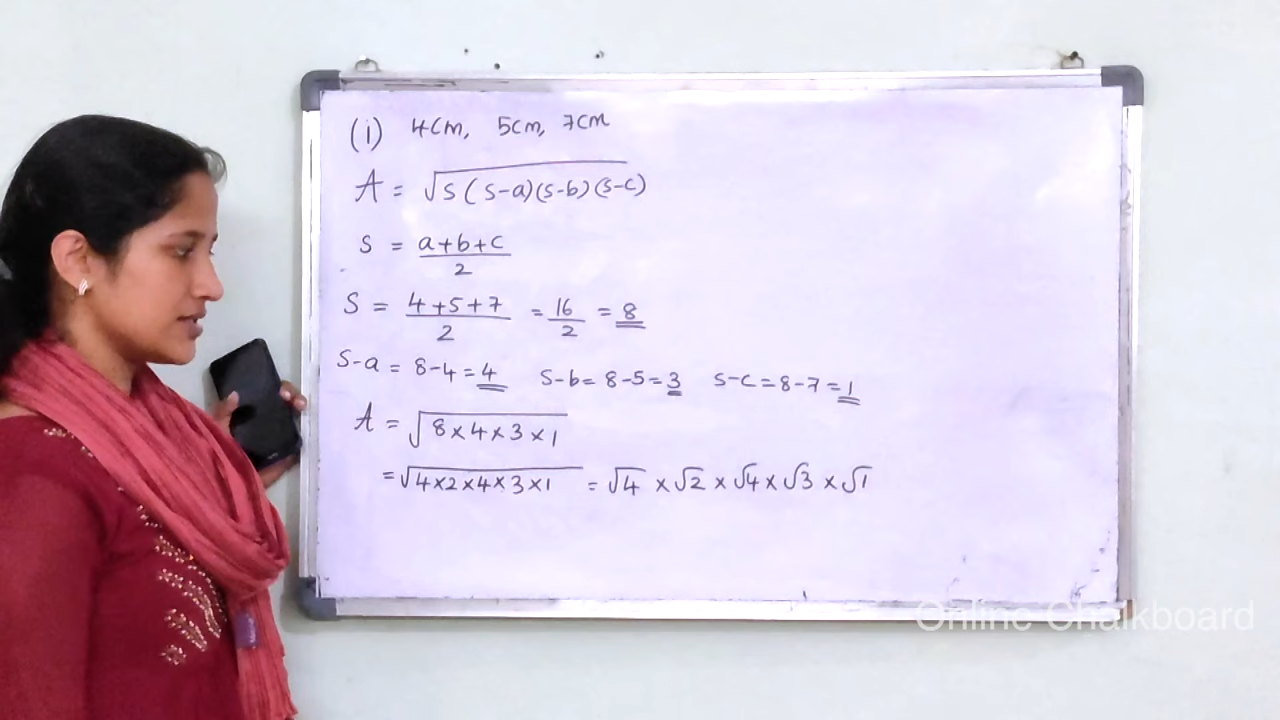 (i) 4cm, 5cm, 7cm
A = √s(s-a)(s-b)(s-c)
s = a+b+c/2
s = 4+5+7/2 = 16/2 = 8
s-a = 8-4 = 4 s-b = 8-5 = 3 s-c = 8-7 = 1
A = √8×4×3×1
= √4×2×4×3×1 = √4 × √2 × √4 × √3 × √1
Online Chalkboard